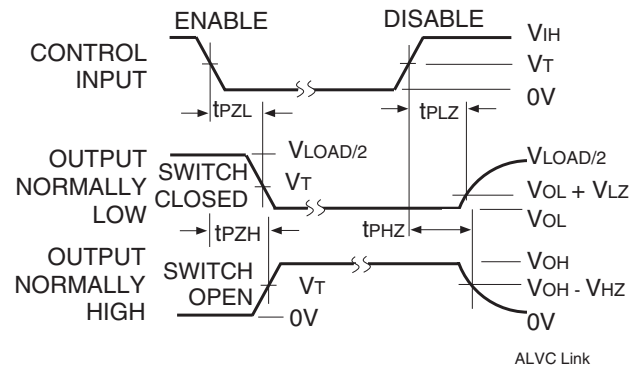 ENABLE
DISABLE
CONTROL
INPUT
VIH
VT
0V
tPZL
tPLZ
OUTPUT
NORMALLY
LOW
SWITCH
CLOSED
VLOAD/2
VT
VLOAD/2
VOL + VLZ
VOL
tPZH
tPHZ
OUTPUT
NORMALLY
HIGH
SWITCH
OPEN
VT
0V
VOH
VOH - VHZ
0V
ALVC Link